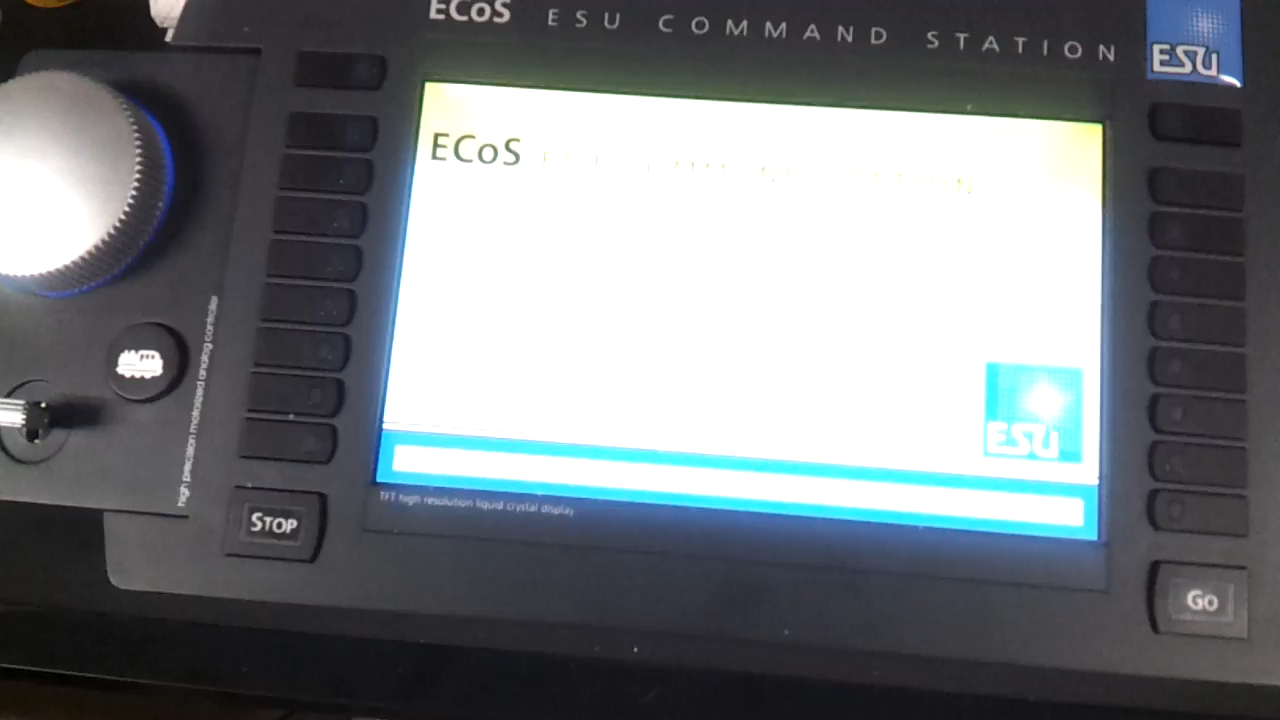 ECoS ESU COMMAND STATION
ESU
ECoS
ESU
TFT high resolution liquid crystal display
high precision motorized analog controller
STOP
Go